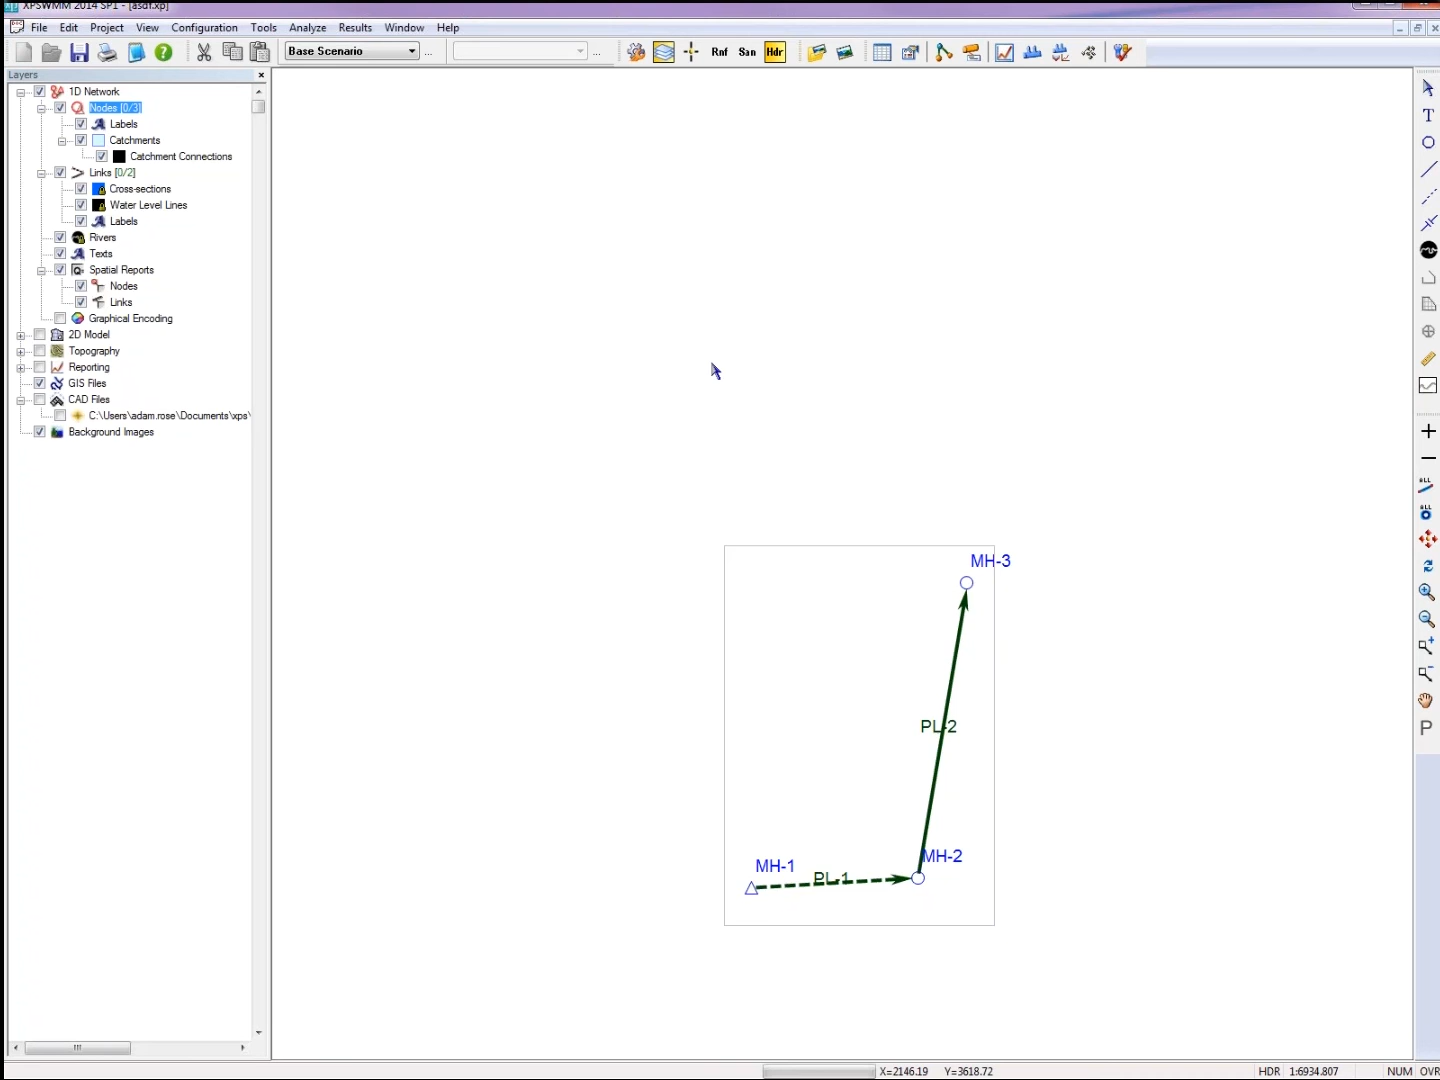 XPSWMM 2014 SP1 - [asdf.xp]
File Edit Project View Configuration Tools Analyze Results Window Help
Base Scenario ... ... Rnf San Hdr
Layers
1D Network
Nodes [0/3]
Labels
Catchments
Catchment Connections
Links [0/2]
Cross-sections
Water Level Lines
Labels
Rivers
Texts
Spatial Reports
Nodes
Links
Graphical Encoding
2D Model
Topography
Reporting
GIS Files
CAD Files
C:\Users\adam.rose\Documents\xps\
Background Images
MH-3
PL-2
MH-2
MH-1
PL-1
T
ALL
ALL
P
X=2146.19 Y=3618.72 HDR 1:6934.807 NUM OVR